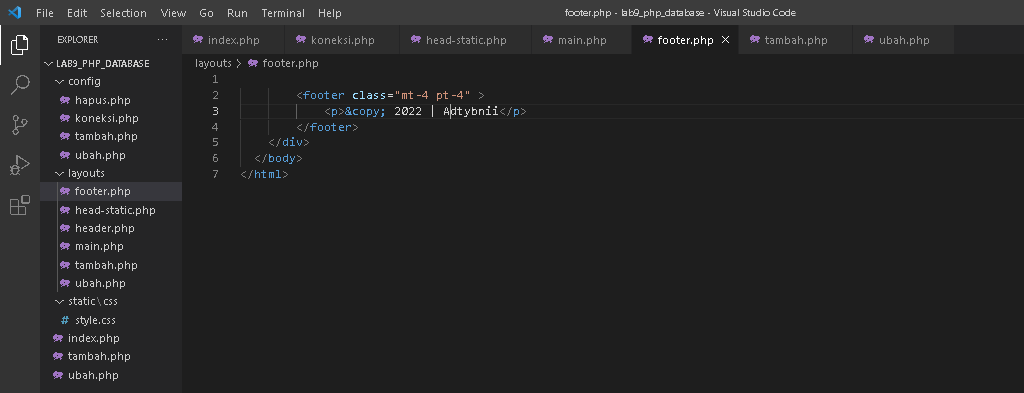 File Edit Selection View Go Run Terminal Help footer.php - lab9_php_database - Visual Studio Code
EXPLORER ··· index.php koneksi.php head-static.php main.php footer.php × tambah.php ubah.php
LAB9_PHP_DATABASE layouts > footer.php
config
hapus.php
koneksi.php
tambah.php
ubah.php
layouts
footer.php
head-static.php
header.php
main.php
tambah.php
ubah.php
static \ css
# style.css
index.php
tambah.php
ubah.php
1
2 <footer class="mt-4 pt-4" >
3 <p>&copy; 2022 | Adtybnii</p>
4 </footer>
5 </div>
6 </body>
7 </html>